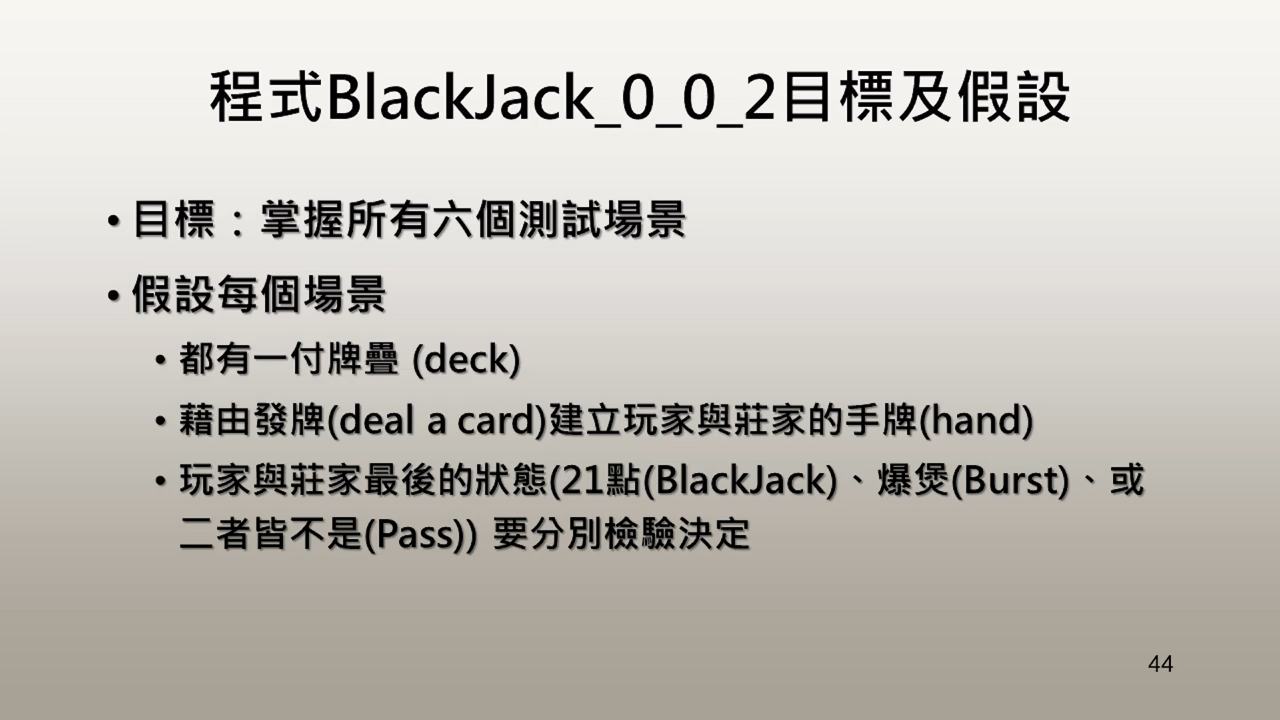 程式BlackJack_0_0_2目標及假設
• 目標：掌握所有六個測試場景
• 假設每個場景
• 都有一付牌疊 (deck)
• 藉由發牌(deal a card)建立玩家與莊家的手牌(hand)
• 玩家與莊家最後的狀態(21點(BlackJack)、爆煲(Burst)、或
二者皆不是(Pass)) 要分別檢驗決定
44